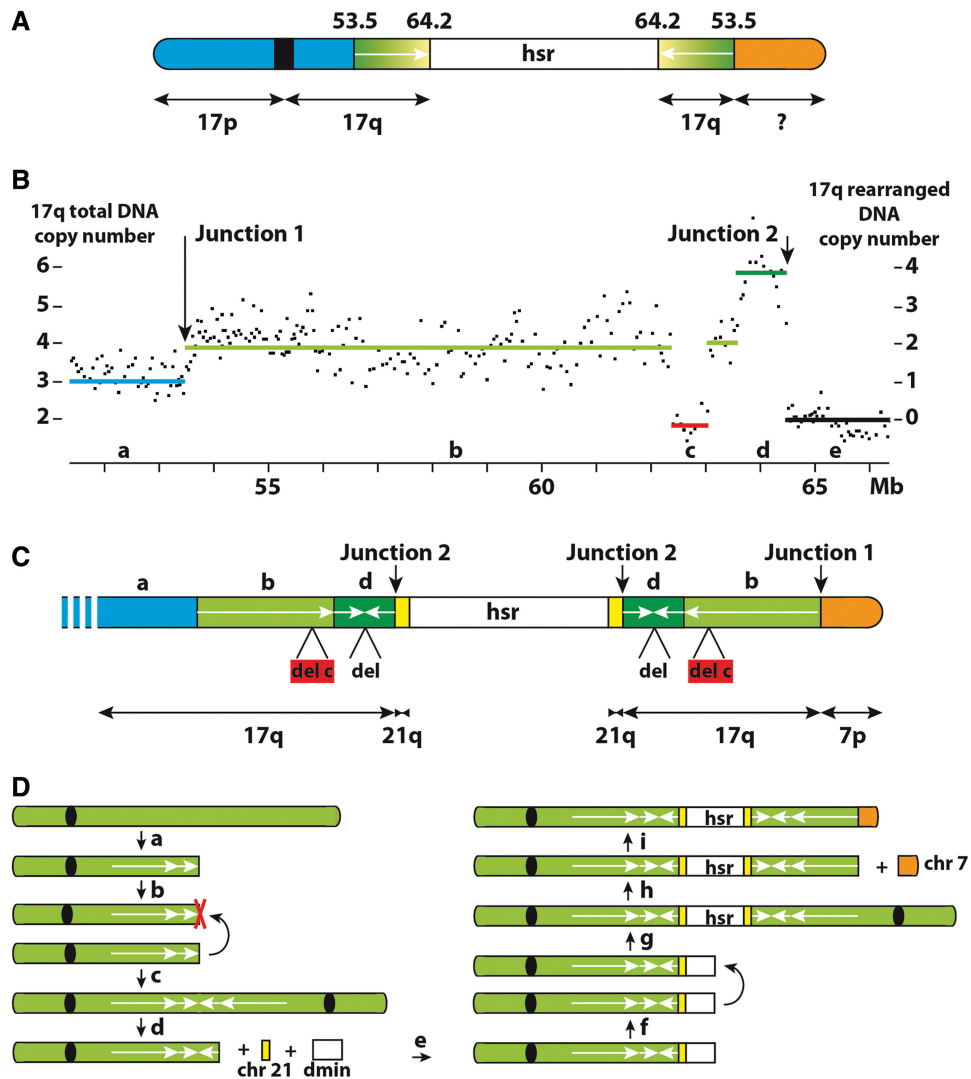 A
53.5 64.2 64.2 53.5
hsr
17p 17q 17q ?
B
17q total DNA
copy number
17q rearranged
DNA
copy number
Junction 1 Junction 2
6 – – 4
5 – – 3
4 – – 2
3 – – 1
2 – – 0
a b c d e
55 60 65 Mb
C
Junction 2 Junction 2 Junction 1
a b d d b
hsr
del c del del del c
17q 21q 21q 17q 7p
D
a
b
c
d
+ + e
chr 21 dmin
hsr
i
hsr + chr 7
h
hsr
g
f